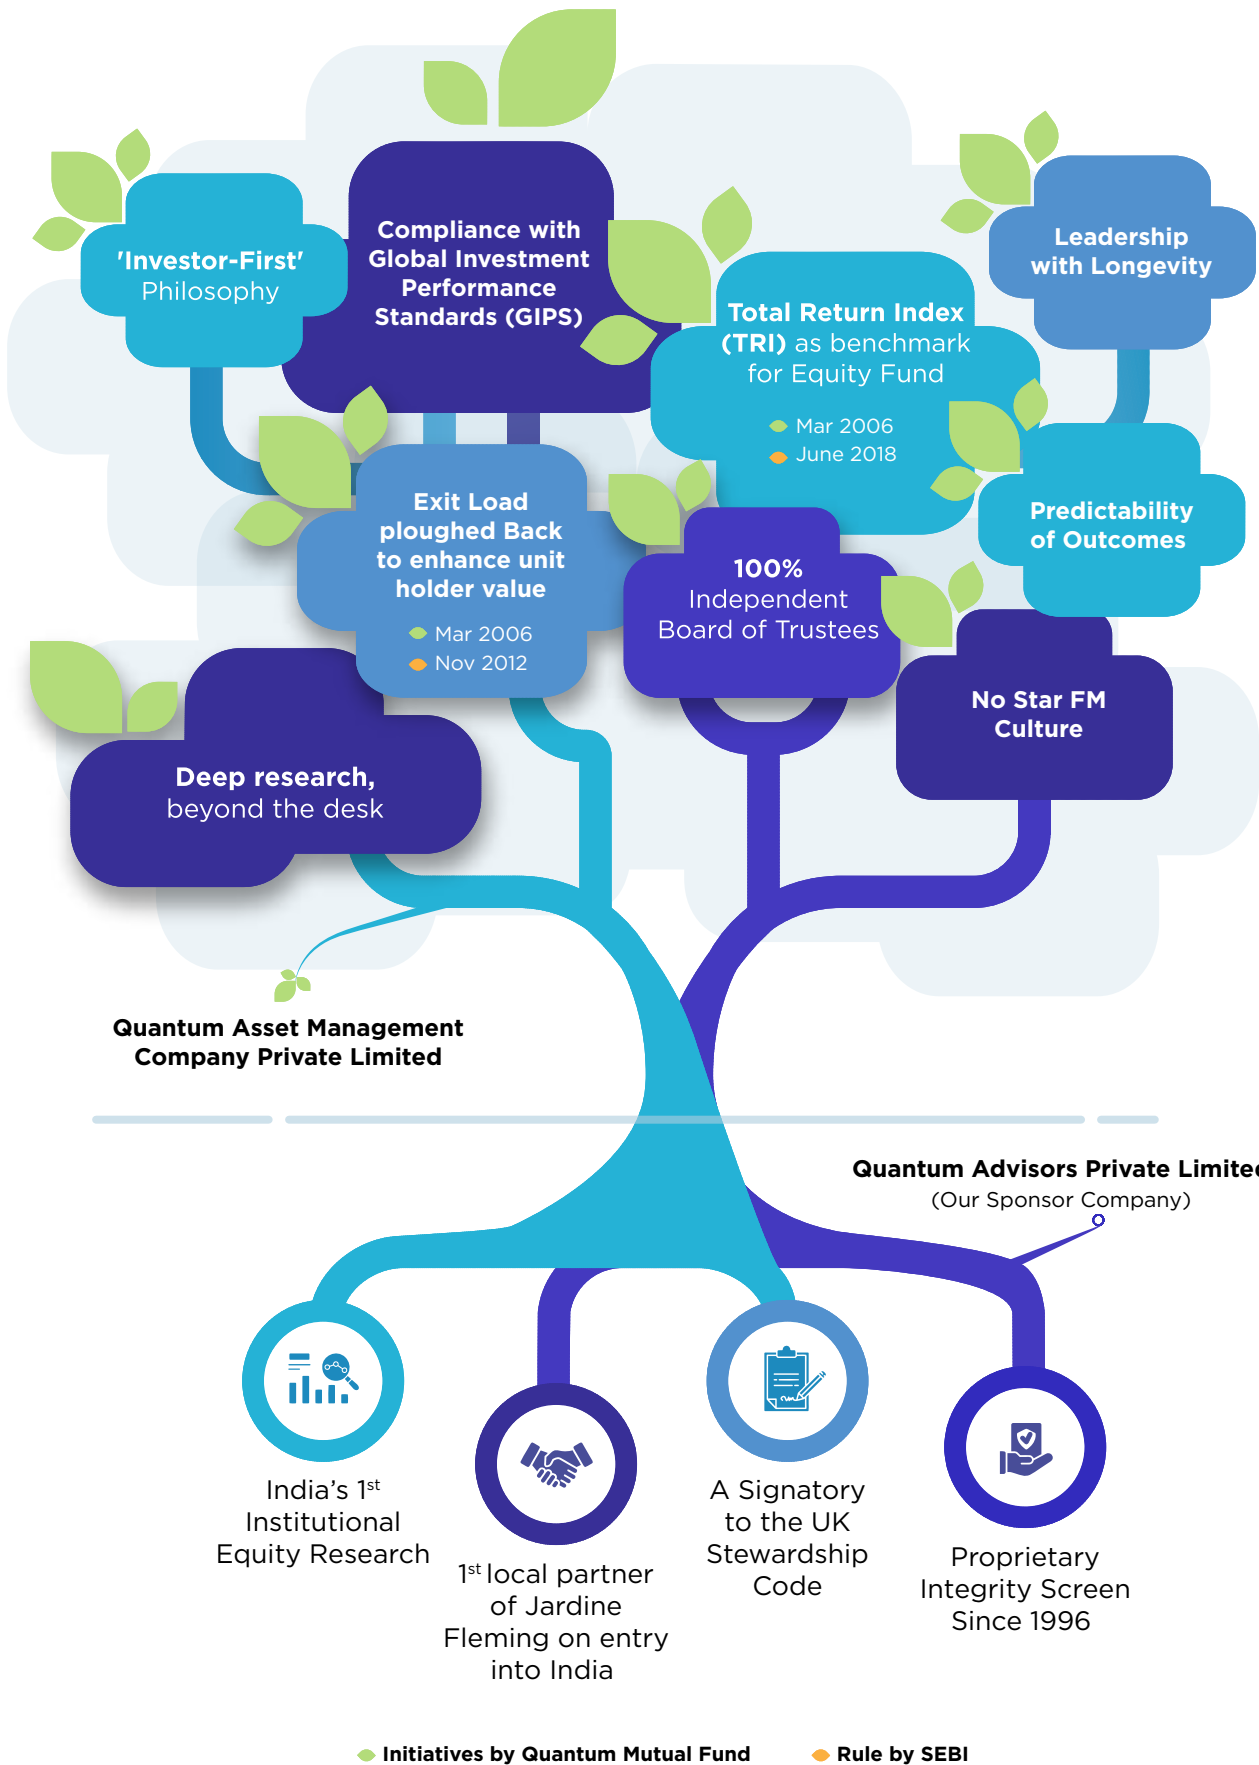 'Investor-First'
Philosophy
Compliance with
Global Investment
Performance
Standards (GIPS)
Total Return Index
(TRI) as benchmark
for Equity Fund
Mar 2006
June 2018
Leadership
with Longevity
Exit Load
ploughed Back
to enhance unit
holder value
Mar 2006
Nov 2012
100%
Independent
Board of Trustees
Predictability
of Outcomes
No Star FM
Culture
Deep research,
beyond the desk
Quantum Asset Management
Company Private Limited
Quantum Advisors Private Limited
(Our Sponsor Company)
India's 1st
Institutional
Equity Research
1st local partner
of Jardine
Fleming on entry
into India
A Signatory
to the UK
Stewardship
Code
Proprietary
Integrity Screen
Since 1996
Initiatives by Quantum Mutual Fund
Rule by SEBI